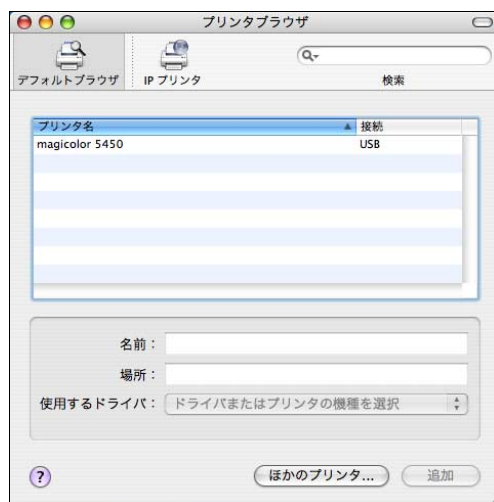 プリンタブラウザ
デフォルトブラウザ
IP プリンタ
検索
プリンタ名
接続
magicolor 5450
USB
名前：
場所：
使用するドライバ： ドライバまたはプリンタの機種を選択
? ほかのプリンタ... 追加